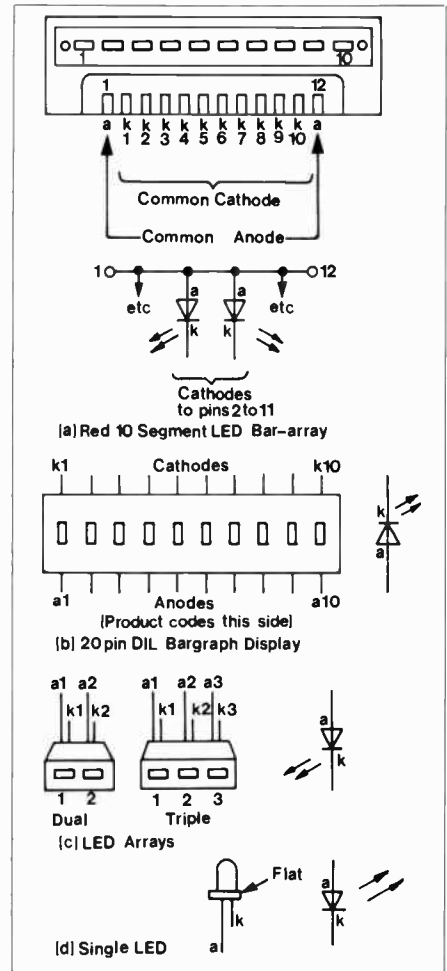 1 10
1 12
a k k k k k k k k k k a
1 2 3 4 5 6 7 8 9 10
Common Cathode
Common Anode
1 12
etc a a etc
k k
Cathodes
to pins 2 to 11
(a) Red 10 Segment LED Bar-array
k1 Cathodes k10
k
a
a1 Anodes a10
(Product codes this side)
(b) 20 pin DIL Bargraph Display
a1 a2 a1 a2 a3
k1 k2 k1 k2 k3
a
k
1 2 1 2 3
Dual Triple
(c) LED Arrays
Flat
k a
a k
(d) Single LED